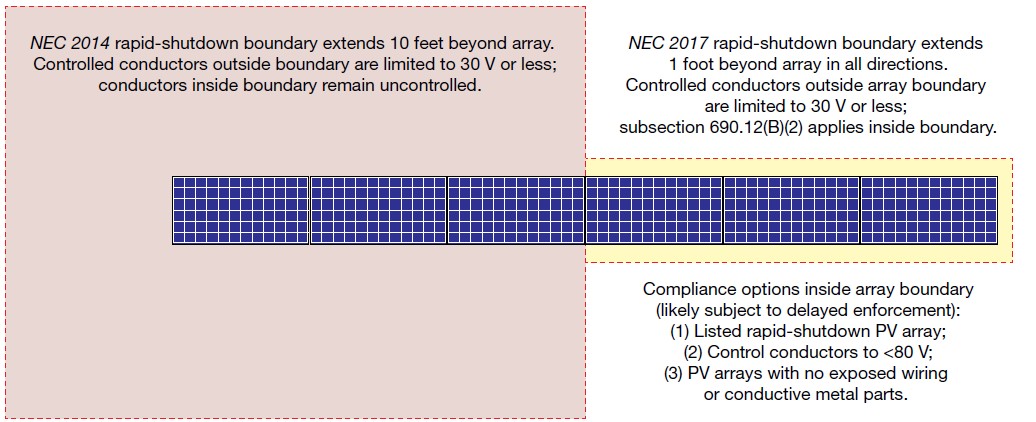 NEC 2014 rapid-shutdown boundary extends 10 feet beyond array.
Controlled conductors outside boundary are limited to 30 V or less;
conductors inside boundary remain uncontrolled.
NEC 2017 rapid-shutdown boundary extends
1 foot beyond array in all directions.
Controlled conductors outside array boundary
are limited to 30 V or less;
subsection 690.12(B)(2) applies inside boundary.
Compliance options inside array boundary
(likely subject to delayed enforcement):
(1) Listed rapid-shutdown PV array;
(2) Control conductors to <80 V;
(3) PV arrays with no exposed wiring
or conductive metal parts.